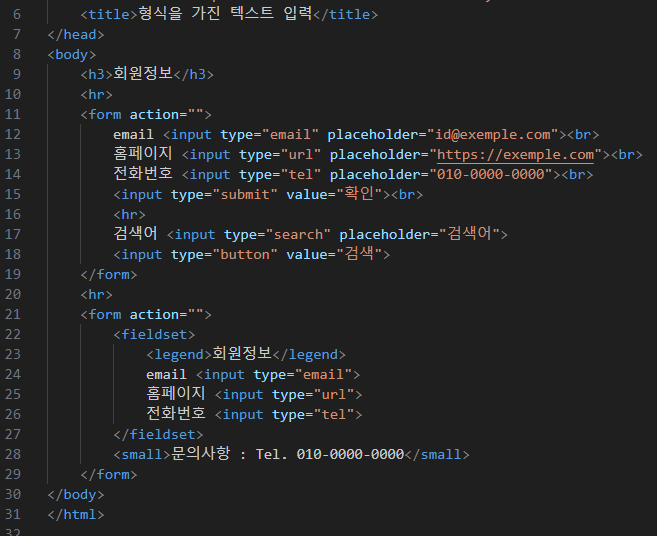 6 <title>형식을 가진 텍스트 입력</title>
7 </head>
8 <body>
9 <h3>회원정보</h3>
10 <hr>
11 <form action="">
12 email <input type="email" placeholder="id@exemple.com"><br>
13 홈페이지 <input type="url" placeholder="https://exemple.com"><br>
14 전화번호 <input type="tel" placeholder="010-0000-0000"><br>
15 <input type="submit" value="확인"><br>
16 <hr>
17 검색어 <input type="search" placeholder="검색어">
18 <input type="button" value="검색">
19 </form>
20 <hr>
21 <form action="">
22 <fieldset>
23 <legend>회원정보</legend>
24 email <input type="email">
25 홈페이지 <input type="url">
26 전화번호 <input type="tel">
27 </fieldset>
28 <small>문의사항 : Tel. 010-0000-0000</small>
29 </form>
30 </body>
31 </html>
32